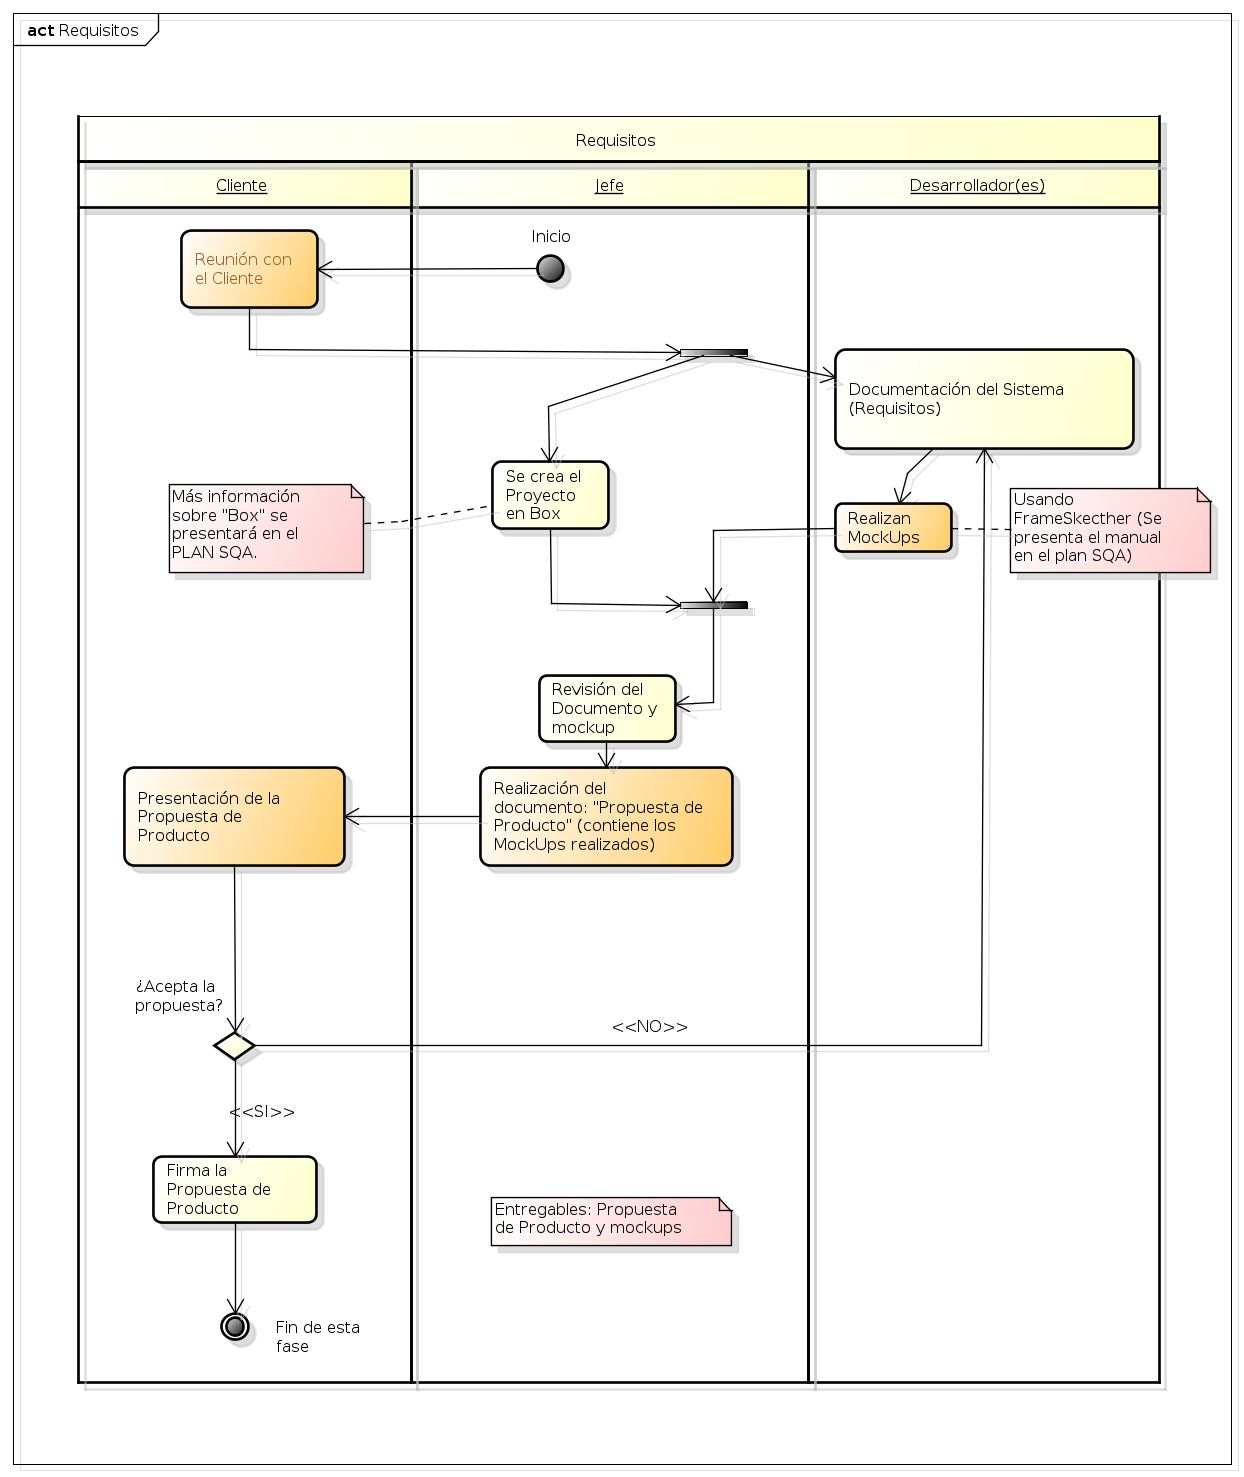 act Requisitos
Requisitos
Cliente
Jefe
Desarrollador(es)
Inicio
Reunión con
el Cliente
Documentación del Sistema
(Requisitos)
Se crea el
Proyecto
en Box
Más información
sobre "Box" se
presentará en el
PLAN SQA.
Realizan
MockUps
Usando
FrameSkecther (Se
presenta el manual
en el plan SQA)
Revisión del
Documento y
mockup
Presentación de la
Propuesta de
Producto
Realización del
documento: "Propuesta de
Producto" (contiene los
MockUps realizados)
¿Acepta la
propuesta?
<<NO>>
<<SI>>
Firma la
Propuesta de
Producto
Entregables: Propuesta
de Producto y mockups
Fin de esta
fase